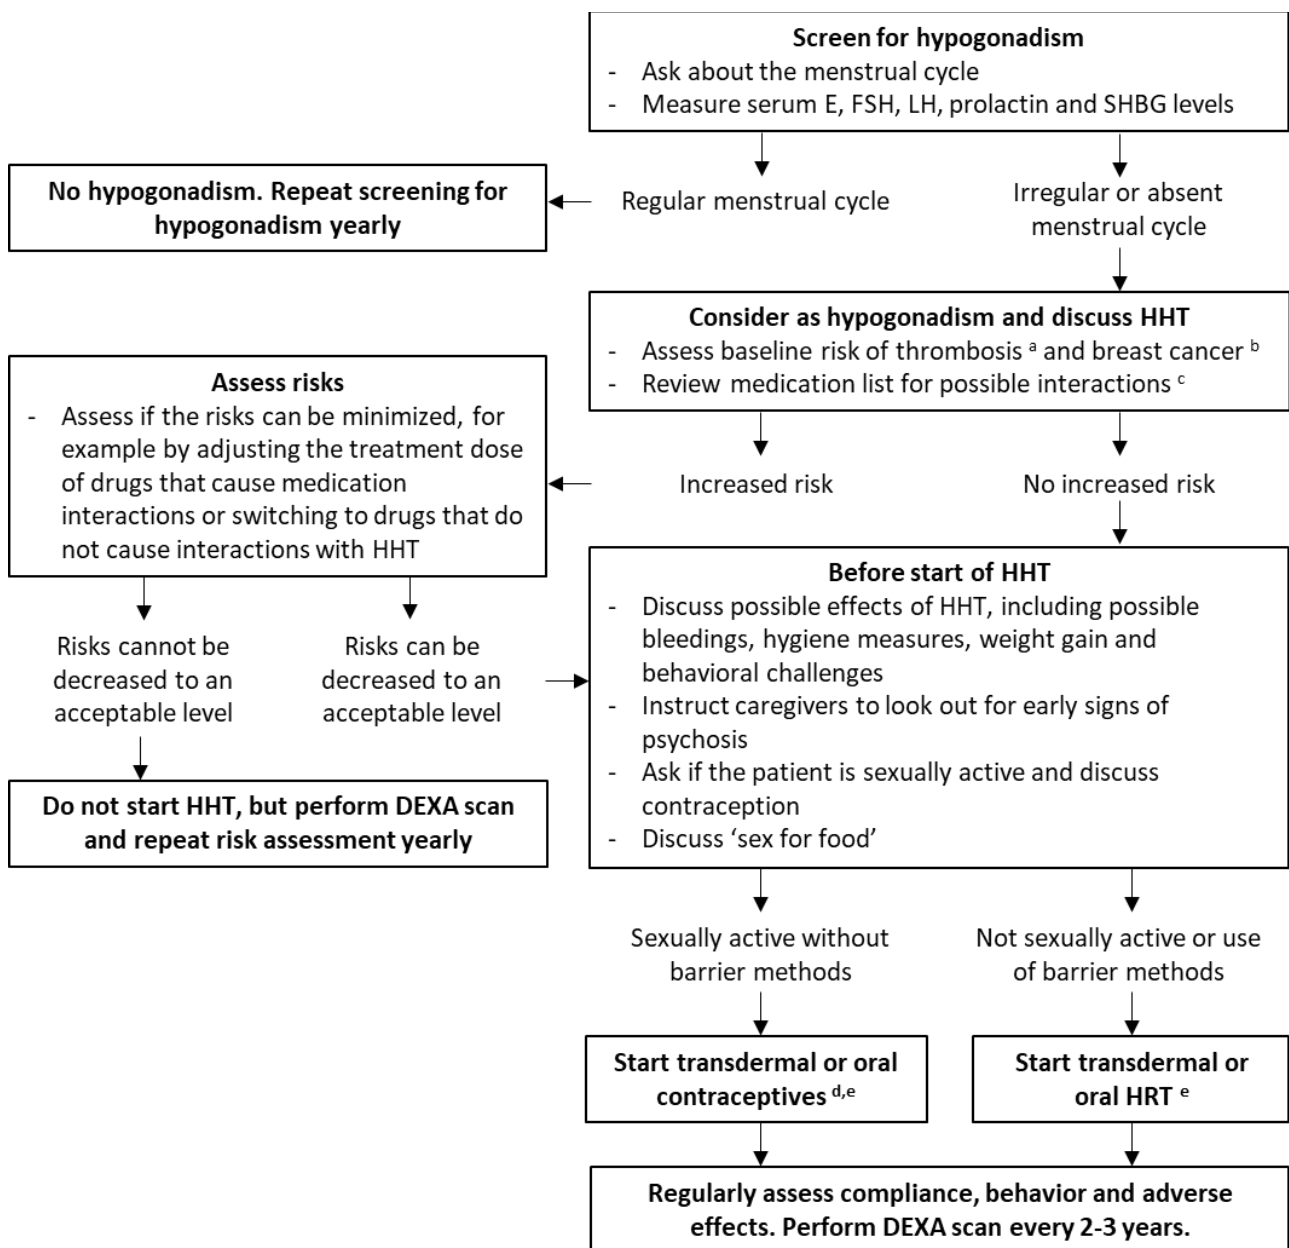 Screen for hypogonadism
- Ask about the menstrual cycle
- Measure serum E, FSH, LH, prolactin and SHBG levels
No hypogonadism. Repeat screening for
hypogonadism yearly
Regular menstrual cycle
Irregular or absent
menstrual cycle
Consider as hypogonadism and discuss HHT
- Assess baseline risk of thrombosis a and breast cancer b
- Review medication list for possible interactions c
Assess risks
- Assess if the risks can be minimized, for
example by adjusting the treatment dose
of drugs that cause medication
interactions or switching to drugs that do
not cause interactions with HHT
Increased risk
No increased risk
Risks cannot be
decreased to an
acceptable level
Risks can be
decreased to an
acceptable level
Before start of HHT
- Discuss possible effects of HHT, including possible
bleedings, hygiene measures, weight gain and
behavioral challenges
- Instruct caregivers to look out for early signs of
psychosis
- Ask if the patient is sexually active and discuss
contraception
- Discuss ‘sex for food’
Do not start HHT, but perform DEXA scan
and repeat risk assessment yearly
Sexually active without
barrier methods
Not sexually active or use
of barrier methods
Start transdermal or oral
contraceptives d,e
Start transdermal or
oral HRT e
Regularly assess compliance, behavior and adverse
effects. Perform DEXA scan every 2-3 years.